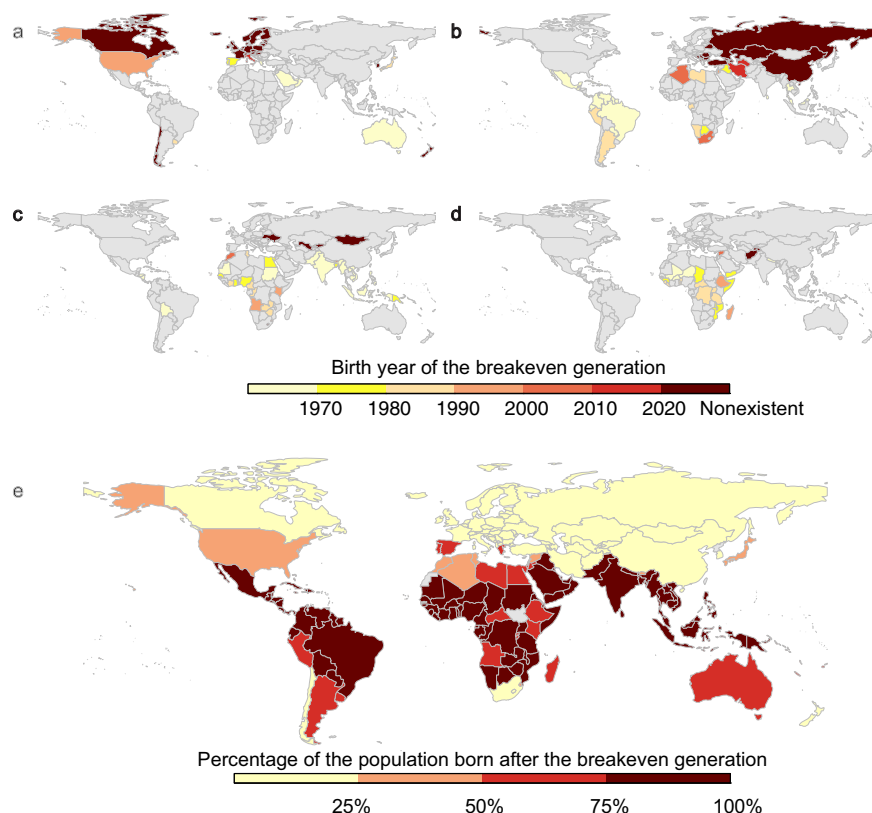 a
b
c
d
Birth year of the breakeven generation
1970 1980 1990 2000 2010 2020 Nonexistent
e
Percentage of the population born after the breakeven generation
25% 50% 75% 100%